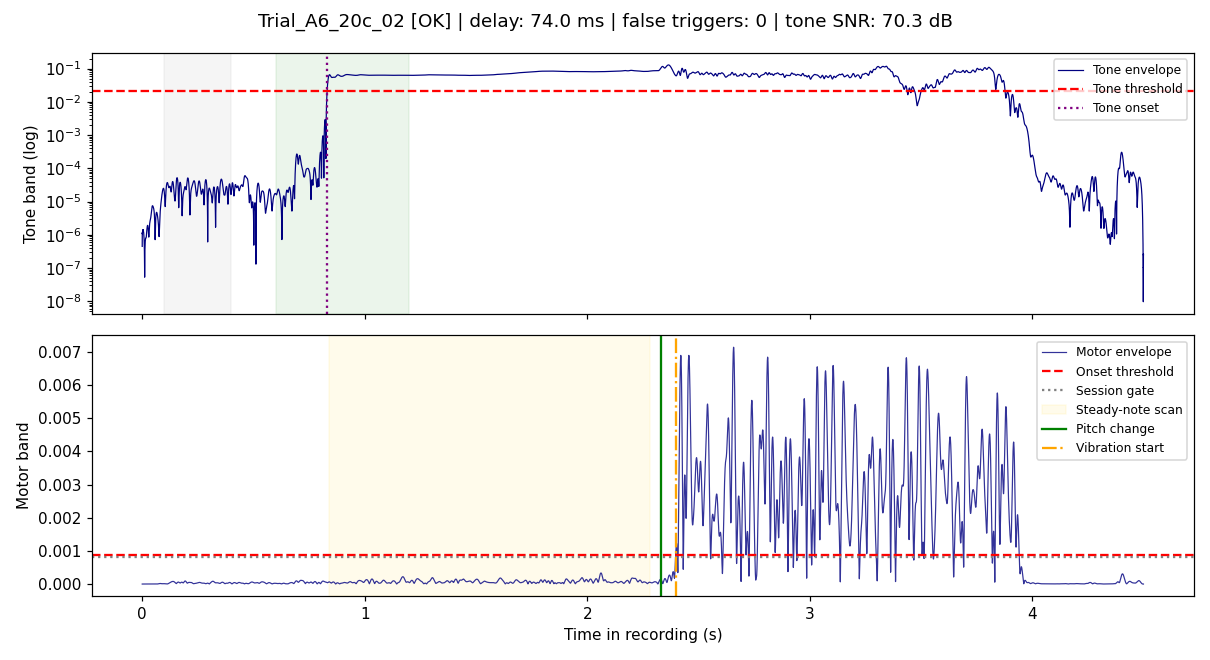 Trial_A6_20c_02 [OK] | delay: 74.0 ms | false triggers: 0 | tone SNR: 70.3 dB
Tone band (log)
10⁻¹
10⁻²
10⁻³
10⁻⁴
10⁻⁵
10⁻⁶
10⁻⁷
10⁻⁸
Tone envelope
Tone threshold
Tone onset
Motor band
0.007
0.006
0.005
0.004
0.003
0.002
0.001
0.000
Motor envelope
Onset threshold
Session gate
Steady-note scan
Pitch change
Vibration start
0 1 2 3 4
Time in recording (s)